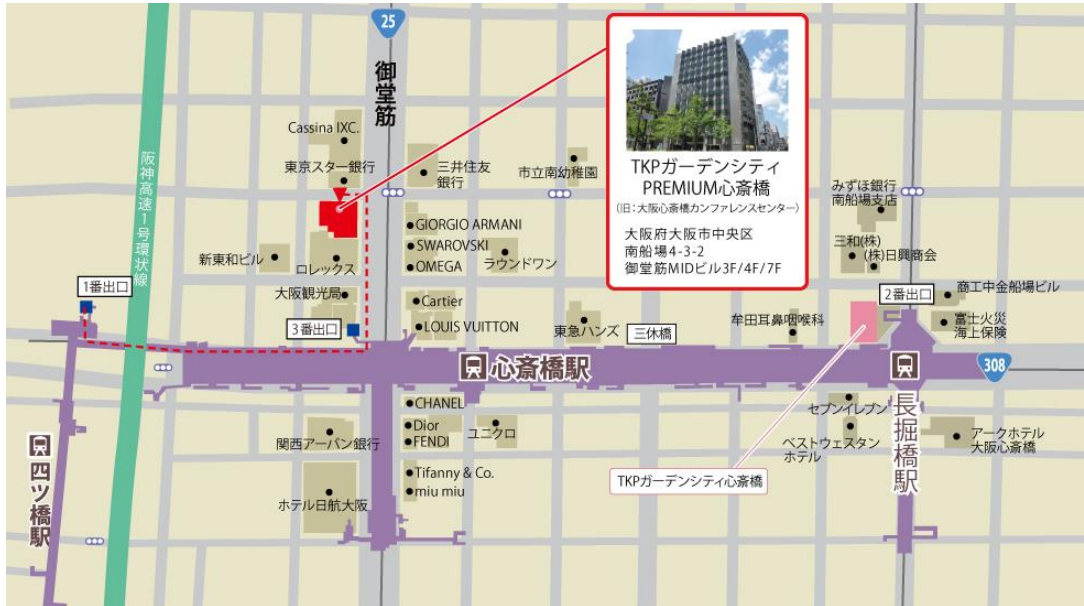 25
御堂筋
Cassina IXC.
東京スター銀行
三井住友
銀行
市立南幼稚園
TKPガーデンシティ
PREMIUM心斎橋
(旧：大阪心斎橋カンファレンスセンター)
大阪府大阪市中央区
南船場4-3-2
御堂筋MIDビル3F/4F/7F
みずほ銀行
南船場支店
三和(株)
(株)日興商会
阪神高速1号環状線
GIORGIO ARMANI
SWAROVSKI
OMEGA
ラウンドワン
新東和ビル
ロレックス
大阪観光局
1番出口
3番出口
Cartier
LOUIS VUITTON
東急ハンズ
三休橋
牟田耳鼻咽喉科
2番出口
商工中金船場ビル
富士火災
海上保険
心斎橋駅
308
長堀橋駅
四ツ橋駅
CHANEL
Dior
FENDI
ユニクロ
関西アーバン銀行
Tifanny & Co.
miu miu
ホテル日航大阪
セブンイレブン
ベストウェスタン
ホテル
アークホテル
大阪心斎橋
TKPガーデンシティ心斎橋